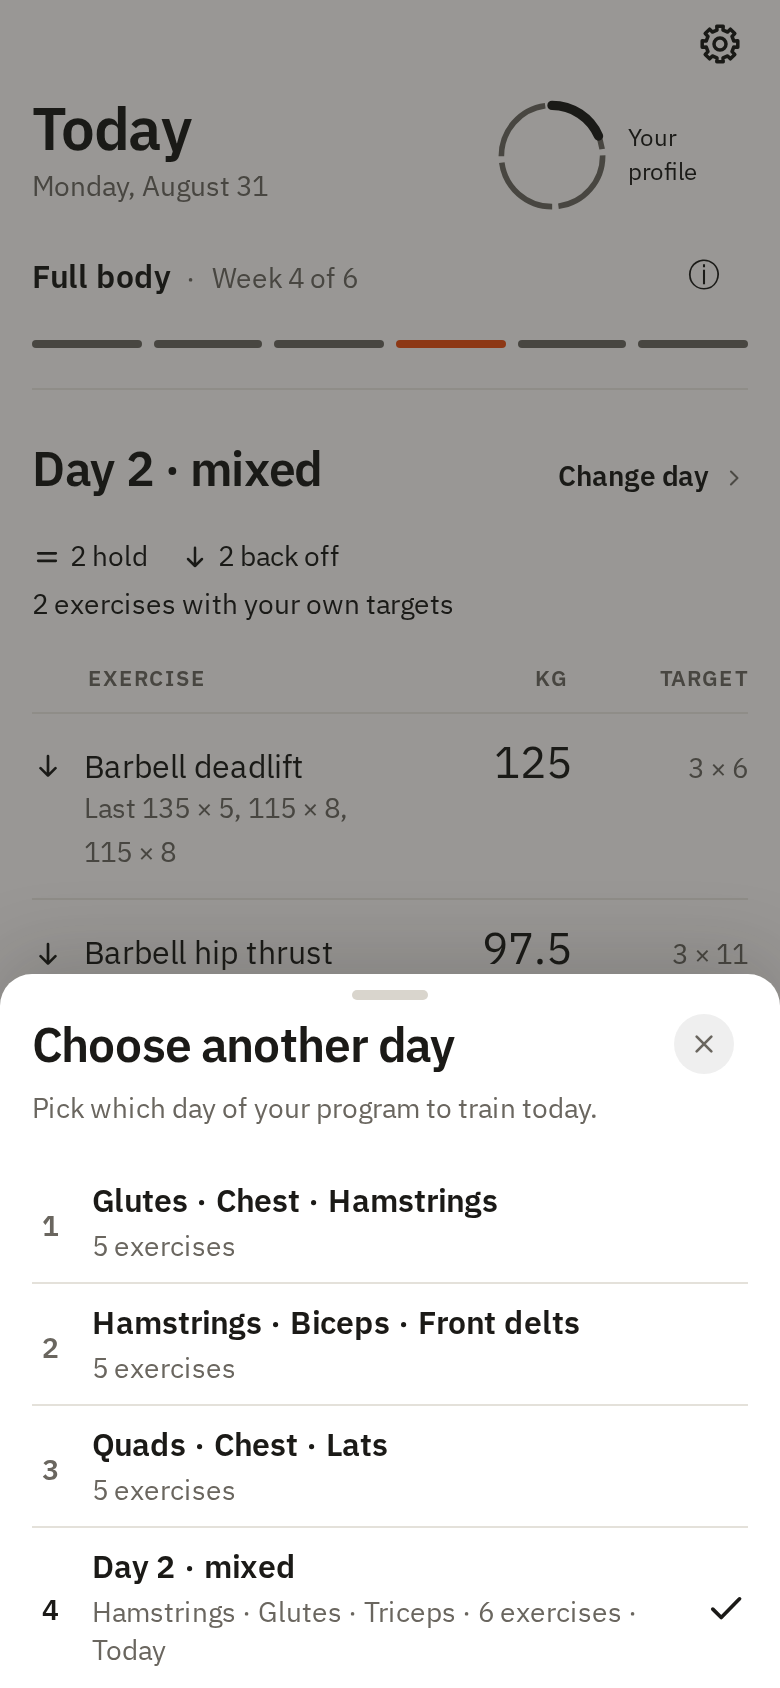 Today
Monday, August 31
Your
profile
Full body · Week 4 of 6
Day 2 · mixed
Change day
2 hold
2 back off
2 exercises with your own targets
EXERCISE KG TARGET
Barbell deadlift 125 3 × 6
Last 135 × 5, 115 × 8,
115 × 8
Barbell hip thrust 97.5 3 × 11
Choose another day
Pick which day of your program to train today.
1
Glutes · Chest · Hamstrings
5 exercises
2
Hamstrings · Biceps · Front delts
5 exercises
3
Quads · Chest · Lats
5 exercises
4
Day 2 · mixed
Hamstrings · Glutes · Triceps · 6 exercises ·
Today